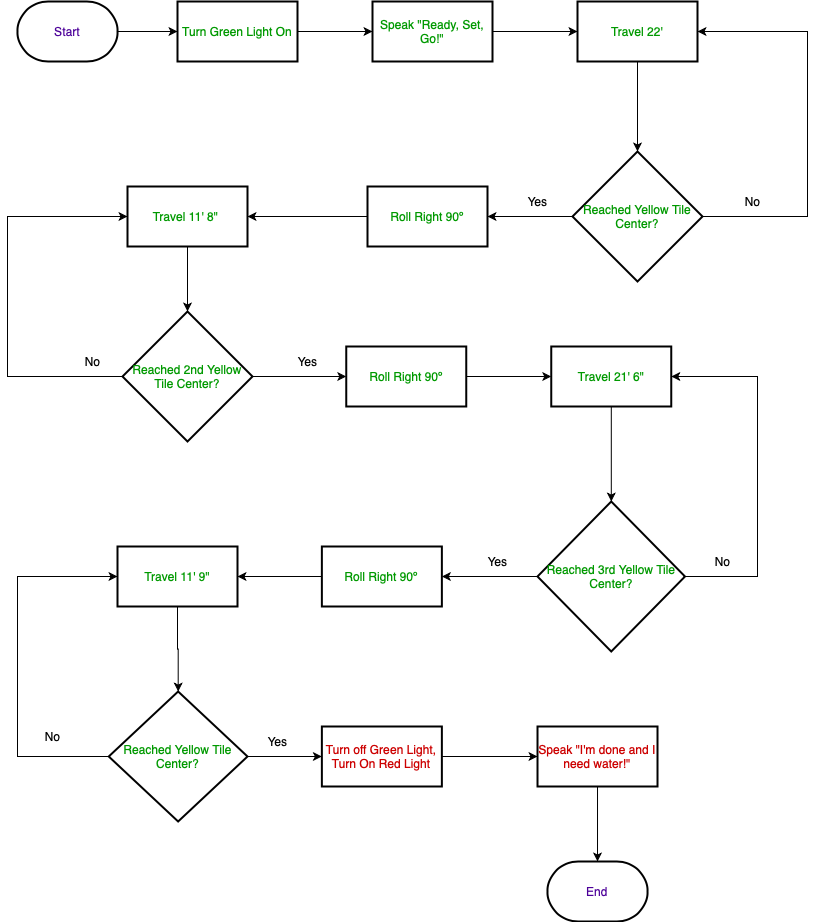 Start
Turn Green Light On
Speak "Ready, Set,
Go!"
Travel 22'
Reached Yellow Tile
Center?
No
Yes
Roll Right 90º
Travel 11' 8"
Reached 2nd Yellow
Tile Center?
No
Yes
Roll Right 90º
Travel 21' 6"
Reached 3rd Yellow Tile
Center?
No
Yes
Roll Right 90º
Travel 11' 9"
Reached Yellow Tile
Center?
No
Yes
Turn off Green Light,
Turn On Red Light
Speak "I'm done and I
need water!"
End